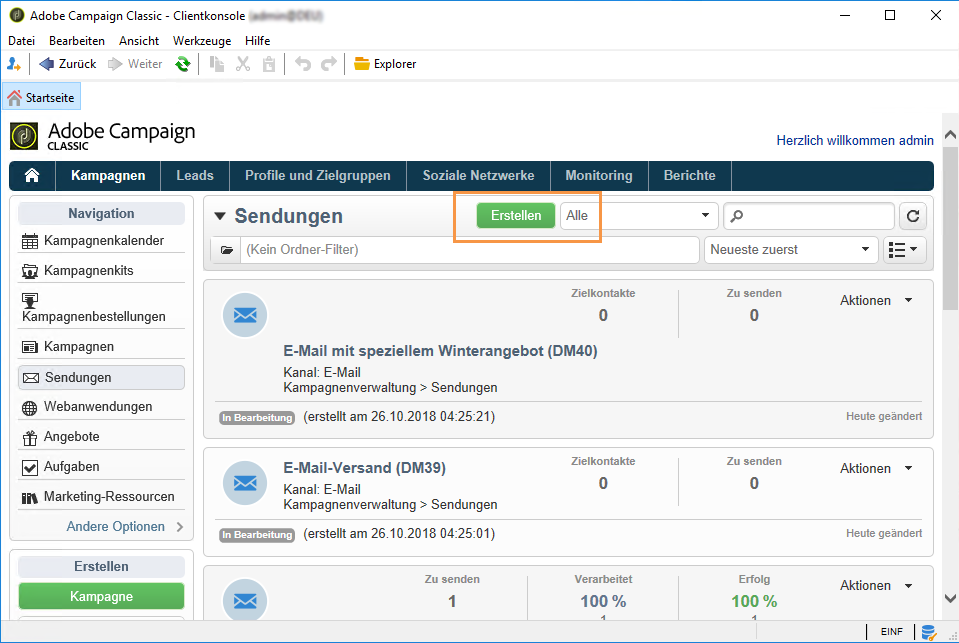 Adobe Campaign Classic - Clientkonsole (admin@DEU)
Datei Bearbeiten Ansicht Werkzeuge Hilfe
Zurück Weiter Explorer
Startseite
Adobe Campaign
CLASSIC
Herzlich willkommen admin
Kampagnen Leads Profile und Zielgruppen Soziale Netzwerke Monitoring Berichte
Navigation
Kampagnenkalender
Kampagnenkits
Kampagnenbestellungen
Kampagnen
Sendungen
Webanwendungen
Angebote
Aufgaben
Marketing-Ressourcen
Andere Optionen
Erstellen
Kampagne
Sendungen Erstellen Alle
(Kein Ordner-Filter) Neueste zuerst
Zielkontakte Zu senden Aktionen
0 0
E-Mail mit speziellem Winterangebot (DM40)
Kanal: E-Mail
Kampagnenverwaltung > Sendungen
In Bearbeitung (erstellt am 26.10.2018 04:25:21) Heute geändert
Zielkontakte Zu senden Aktionen
E-Mail-Versand (DM39) 0 0
Kanal: E-Mail
Kampagnenverwaltung > Sendungen
In Bearbeitung (erstellt am 26.10.2018 04:25:01) Heute geändert
Zu senden Verarbeitet Erfolg Aktionen
1 100 % 100 %
1 1
EINF